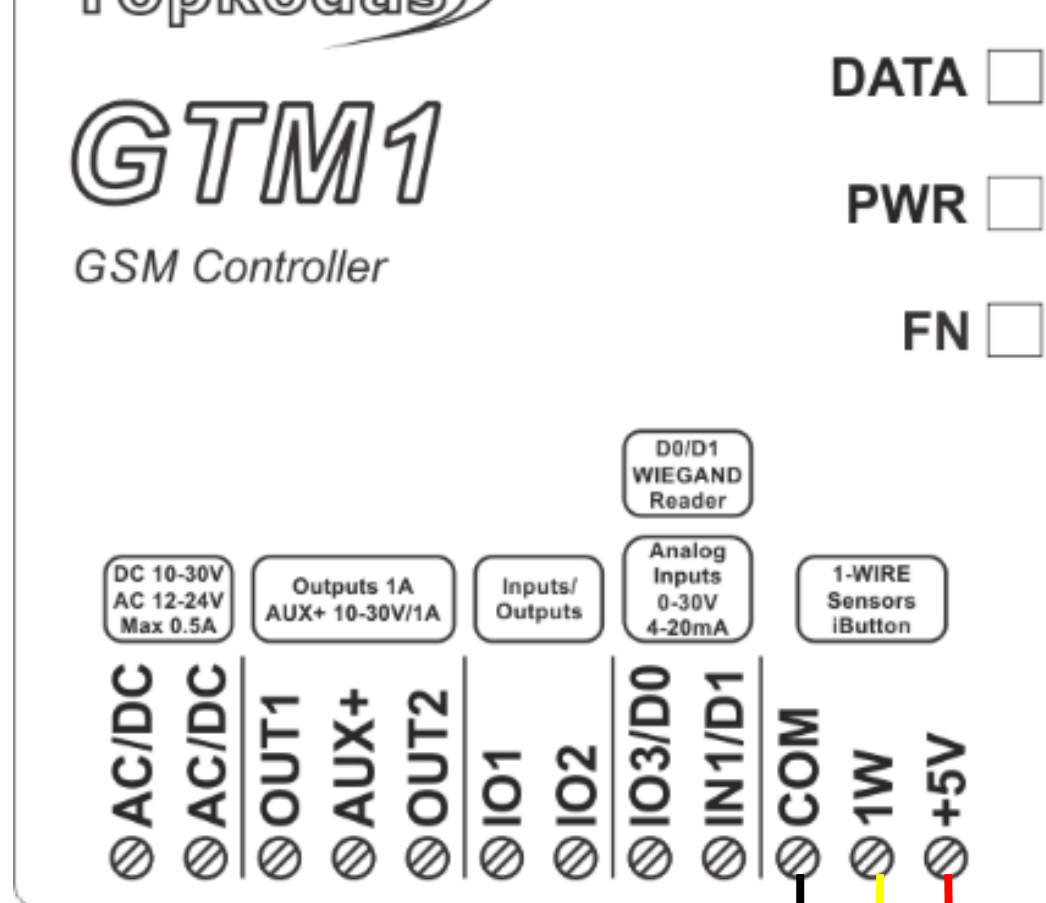 Topkodas
GTM1
GSM Controller
DATA
PWR
FN
D0/D1
WIEGAND
Reader
DC 10-30V
AC 12-24V
Max 0.5A
Outputs 1A
AUX+ 10-30V/1A
Inputs/
Outputs
Analog
Inputs
0-30V
4-20mA
1-WIRE
Sensors
iButton
AC/DC
AC/DC
OUT1
AUX+
OUT2
IO1
IO2
IO3/D0
IN1/D1
COM
1W
+5V